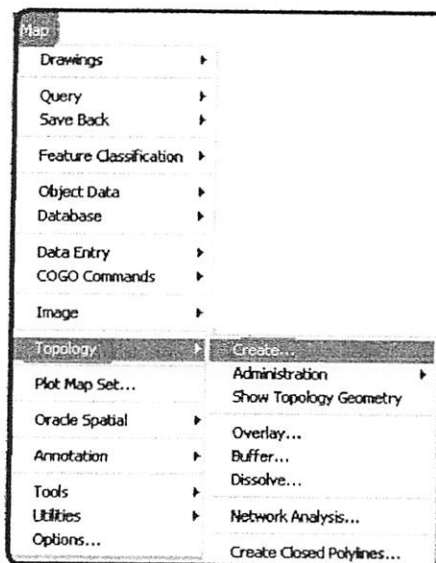 Map
Drawings
Query
Save Back
Feature Classification
Object Data
Database
Data Entry
COGO Commands
Image
Topology
Create...
Plot Map Set...
Administration
Show Topology Geometry
Oracle Spatial
Overlay...
Annotation
Buffer...
Dissolve...
Tools
Utilities
Network Analysis...
Options...
Create Closed Polylines...